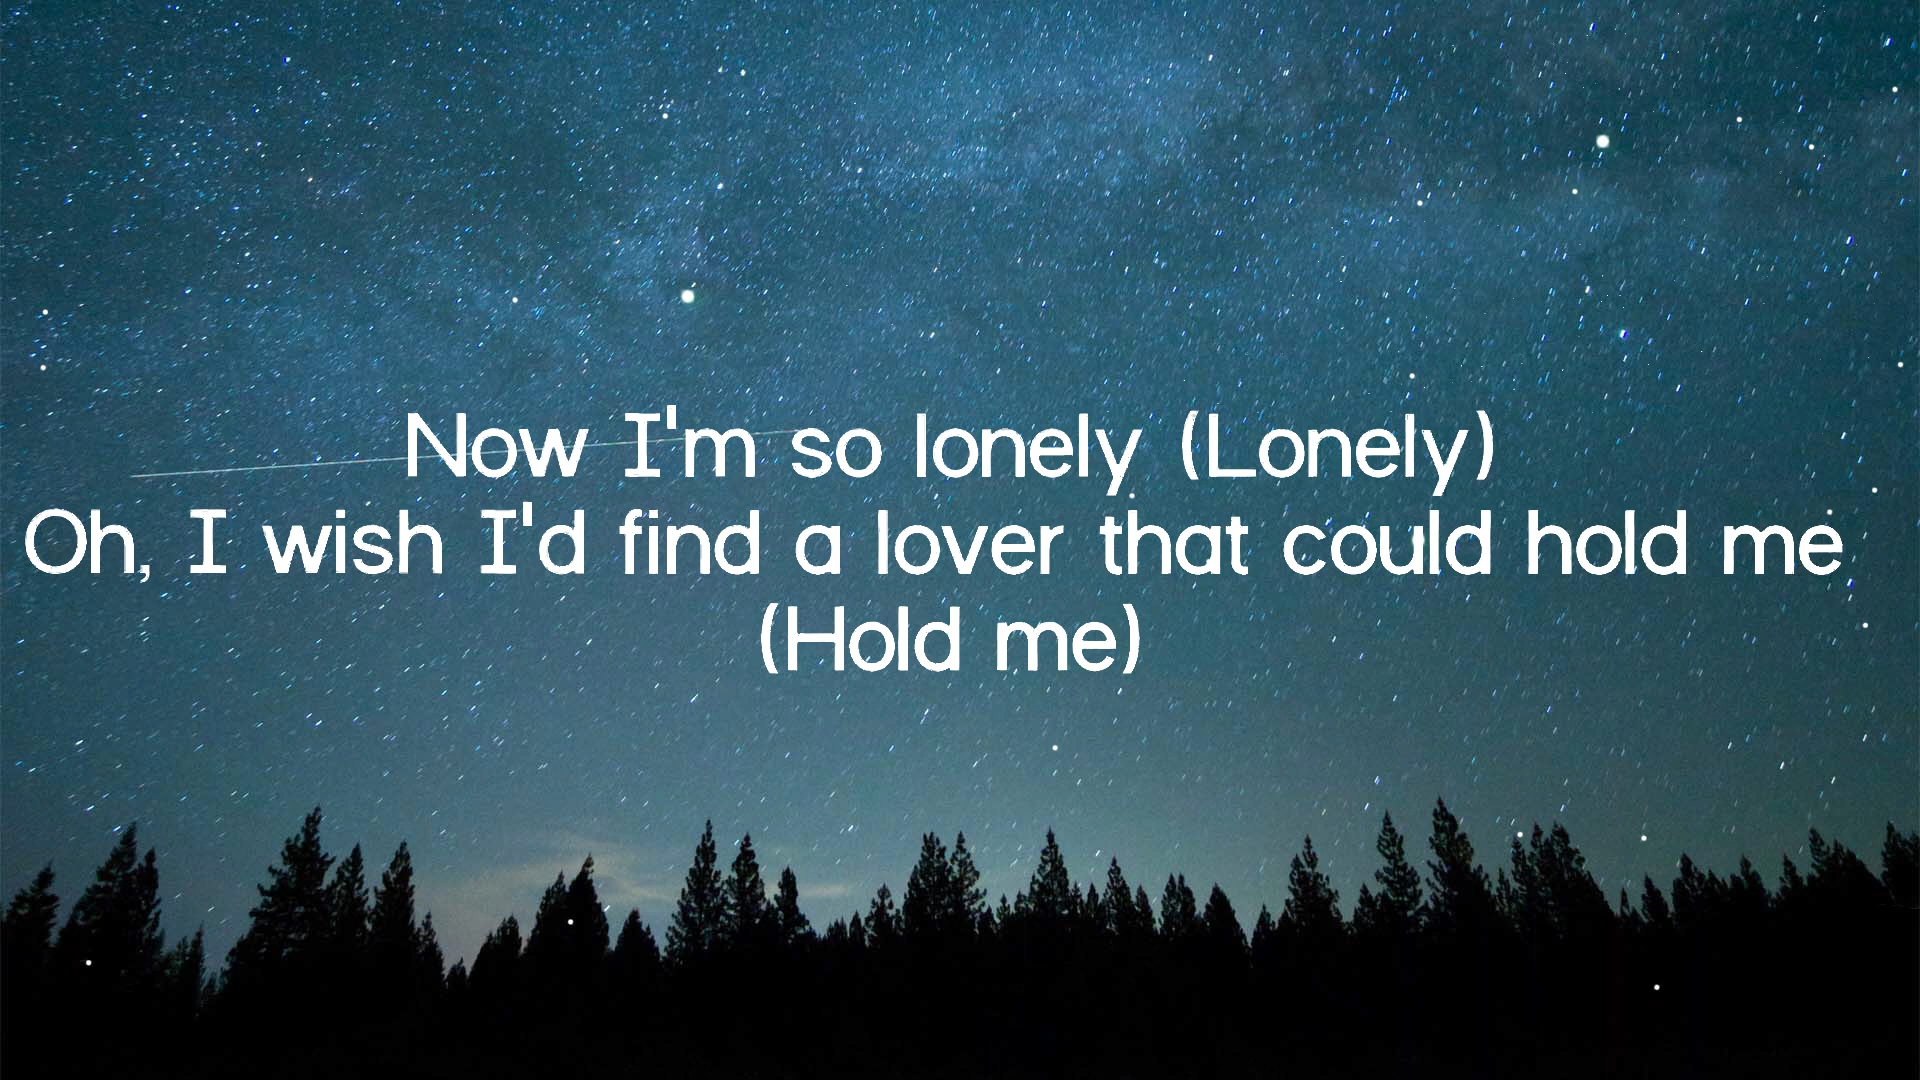 Now I'm so lonely (Lonely)
Oh, I wish I'd find a lover that could hold me
(Hold me)